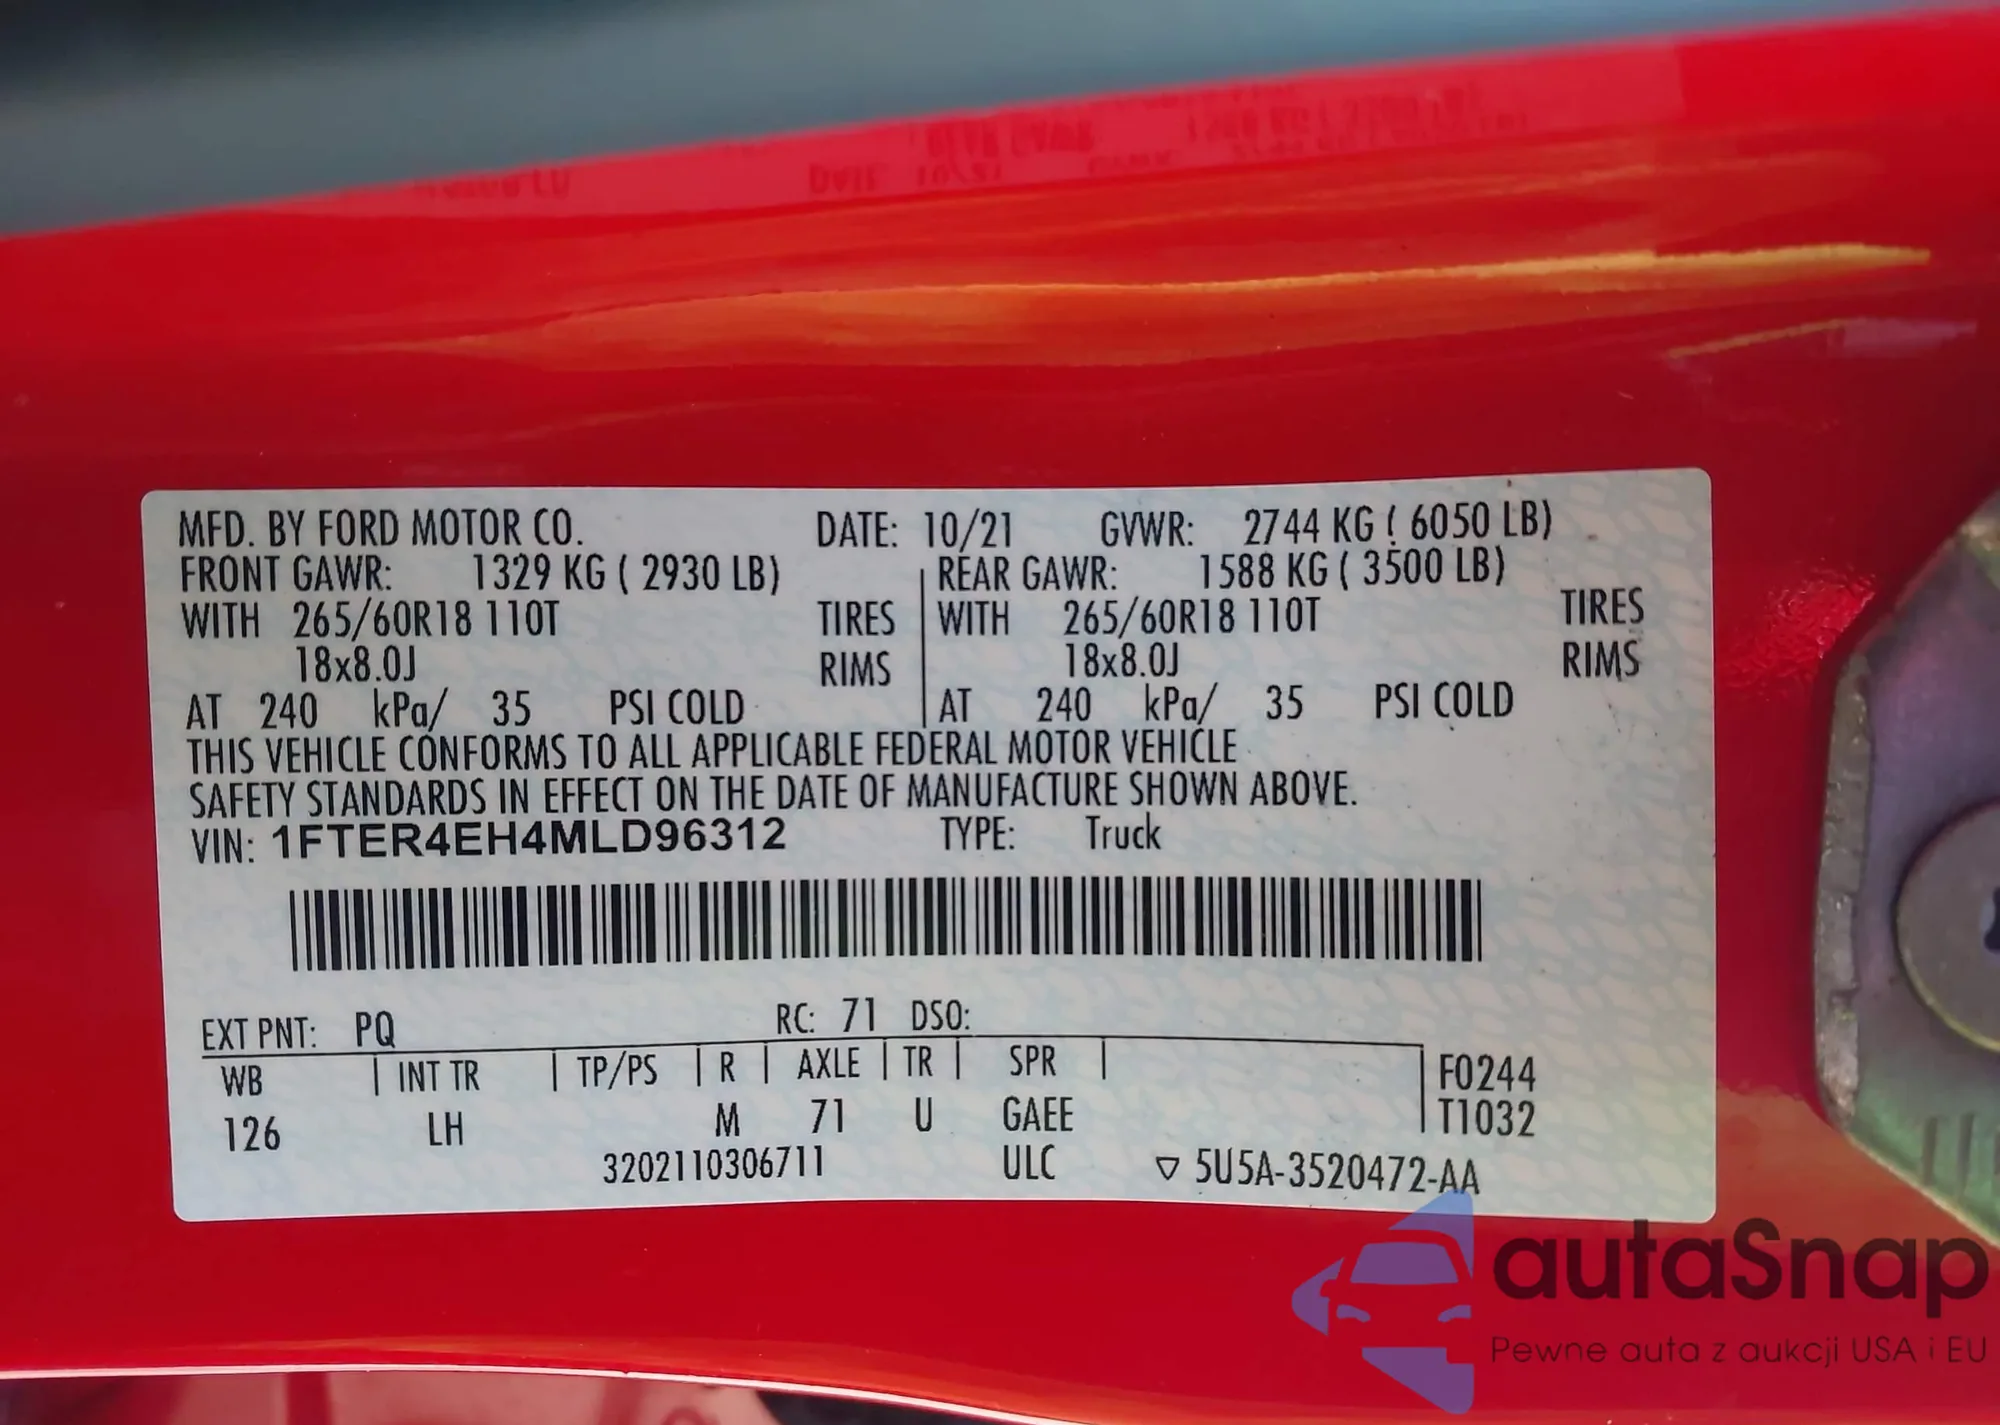 MFD. BY FORD MOTOR CO. DATE: 10/21 GVWR: 2744 KG ( 6050 LB)
FRONT GAWR: 1329 KG ( 2930 LB) REAR GAWR: 1588 KG ( 3500 LB)
WITH 265/60R18 110T TIRES WITH 265/60R18 110T TIRES
18x8.0J RIMS 18x8.0J RIMS
AT 240 kPa/ 35 PSI COLD AT 240 kPa/ 35 PSI COLD
THIS VEHICLE CONFORMS TO ALL APPLICABLE FEDERAL MOTOR VEHICLE
SAFETY STANDARDS IN EFFECT ON THE DATE OF MANUFACTURE SHOWN ABOVE.
VIN: 1FTER4EH4MLD96312 TYPE: Truck
EXT PNT: PQ RC: 71 DSO:
WB INT TR TP/PS R AXLE TR SPR F0244
126 LH M 71 U GAEE T1032
3202110306711 ULC ▽ 5U5A-3520472-AA
autaSnap
Pewne auta z aukcji USA i EU